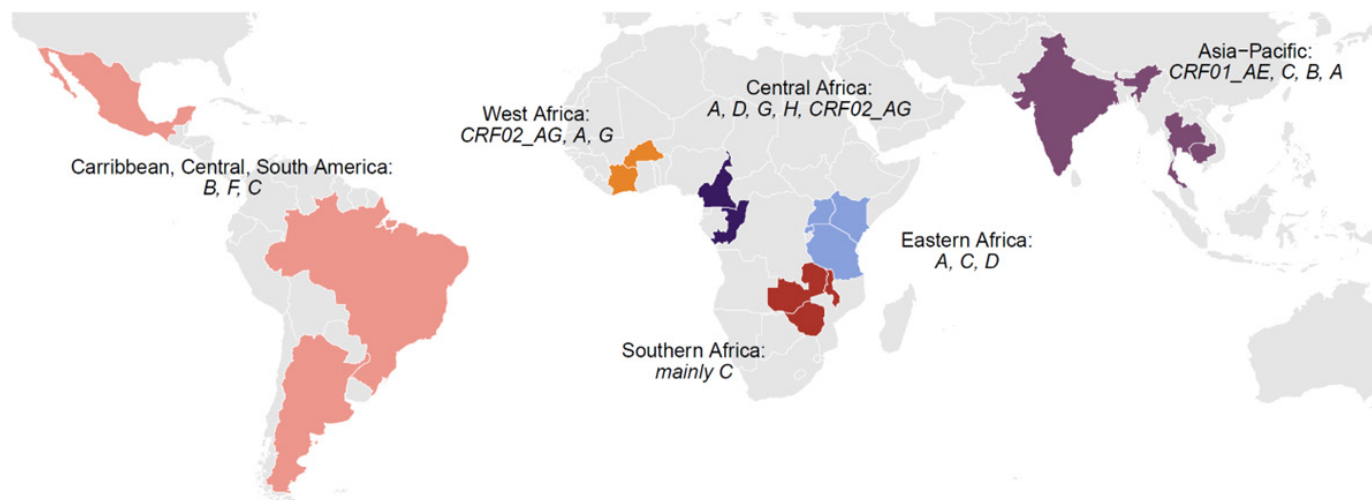 Asia−Pacific:
CRF01_AE, C, B, A
Central Africa:
A, D, G, H, CRF02_AG
West Africa:
CRF02_AG, A, G
Carribbean, Central, South America:
B, F, C
Eastern Africa:
A, C, D
Southern Africa:
mainly C